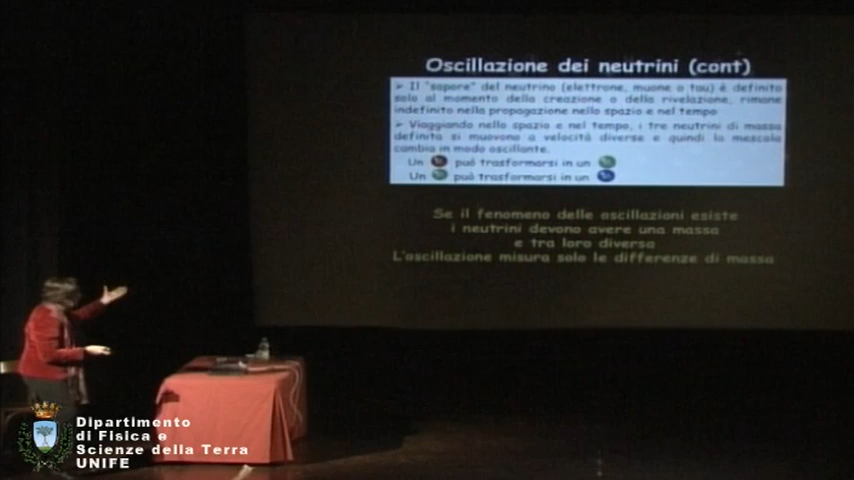 Oscillazione dei neutrini (cont)
➢ Il "sapore" del neutrino (elettrone, muone o tau) è definito
solo al momento della creazione o della rivelazione, rimane
indefinito nella propagazione nello spazio e nel tempo
➢ Viaggiando nello spazio e nel tempo, i tre neutrini di massa
definita si muovono a velocità diverse e quindi la mescola
cambia in modo oscillante.
Un può trasformarsi in un
Un può trasformarsi in un
Se il fenomeno delle oscillazioni esiste
i neutrini devono avere una massa
e tra loro diversa
L'oscillazione misura solo le differenze di massa
Dipartimento
di Fisica e
Scienze della Terra
UNIFE